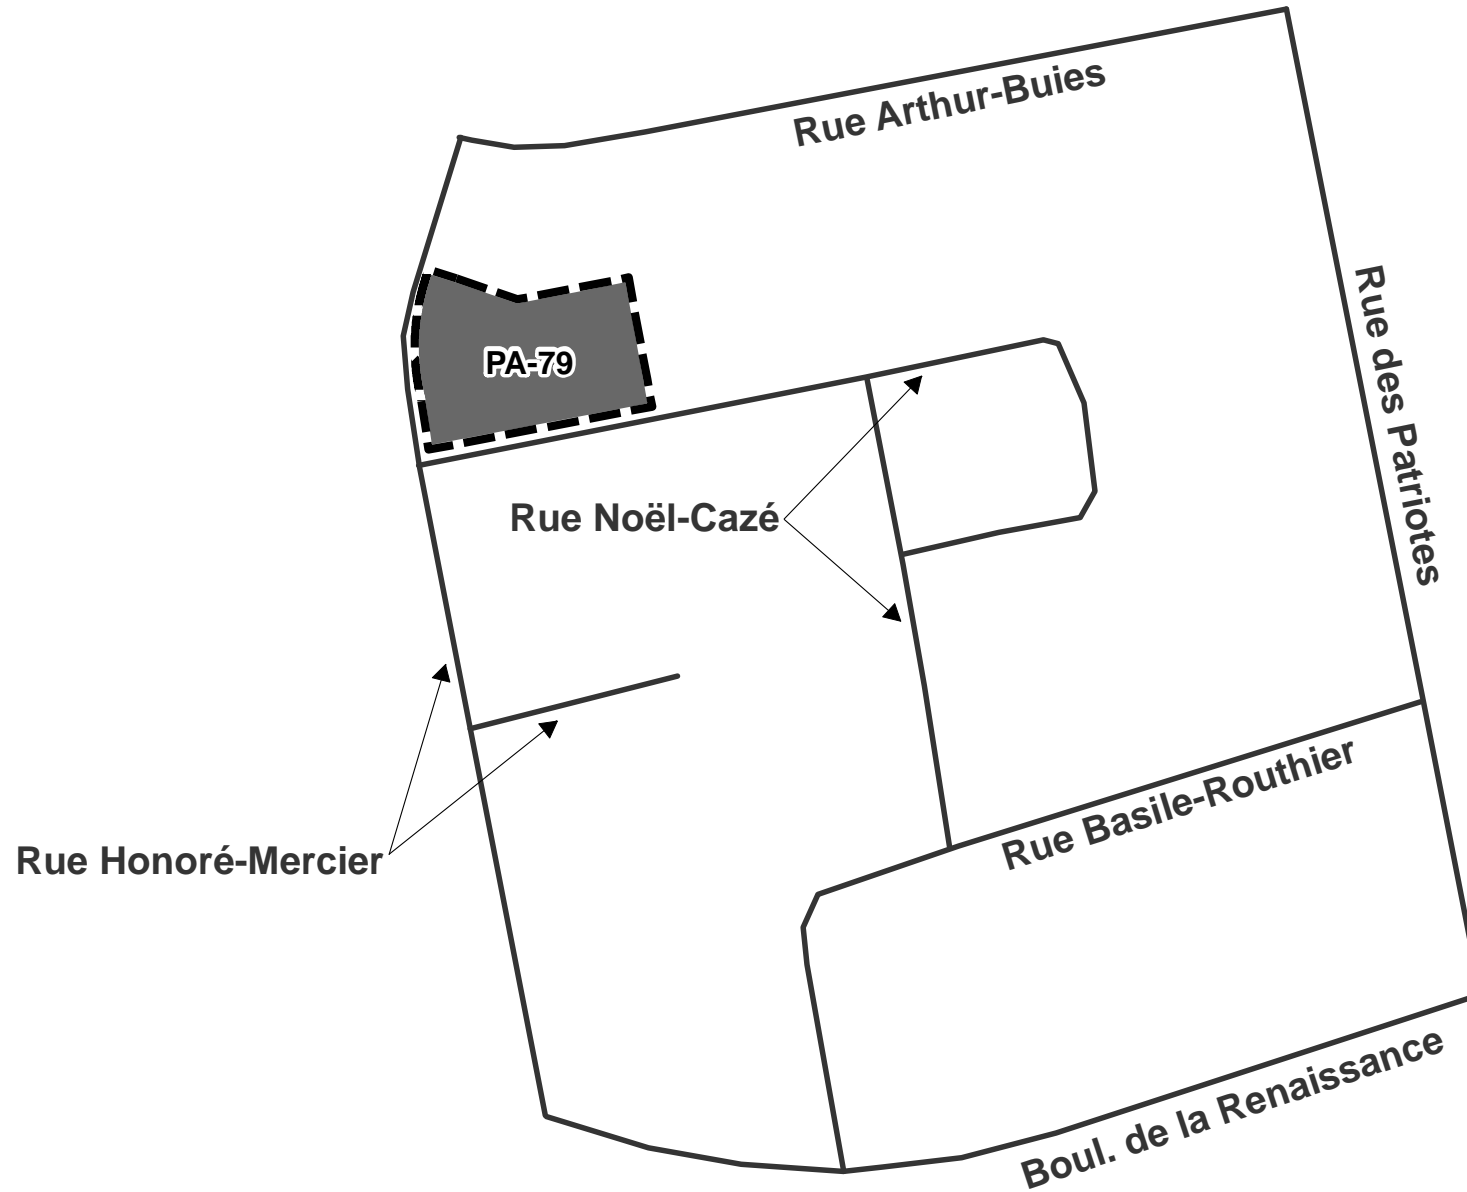 Rue Arthur-Buies
Rue des Patriotes
PA-79
Rue Noël-Cazé
Rue Basile-Routhier
Rue Honoré-Mercier
Boul. de la Renaissance